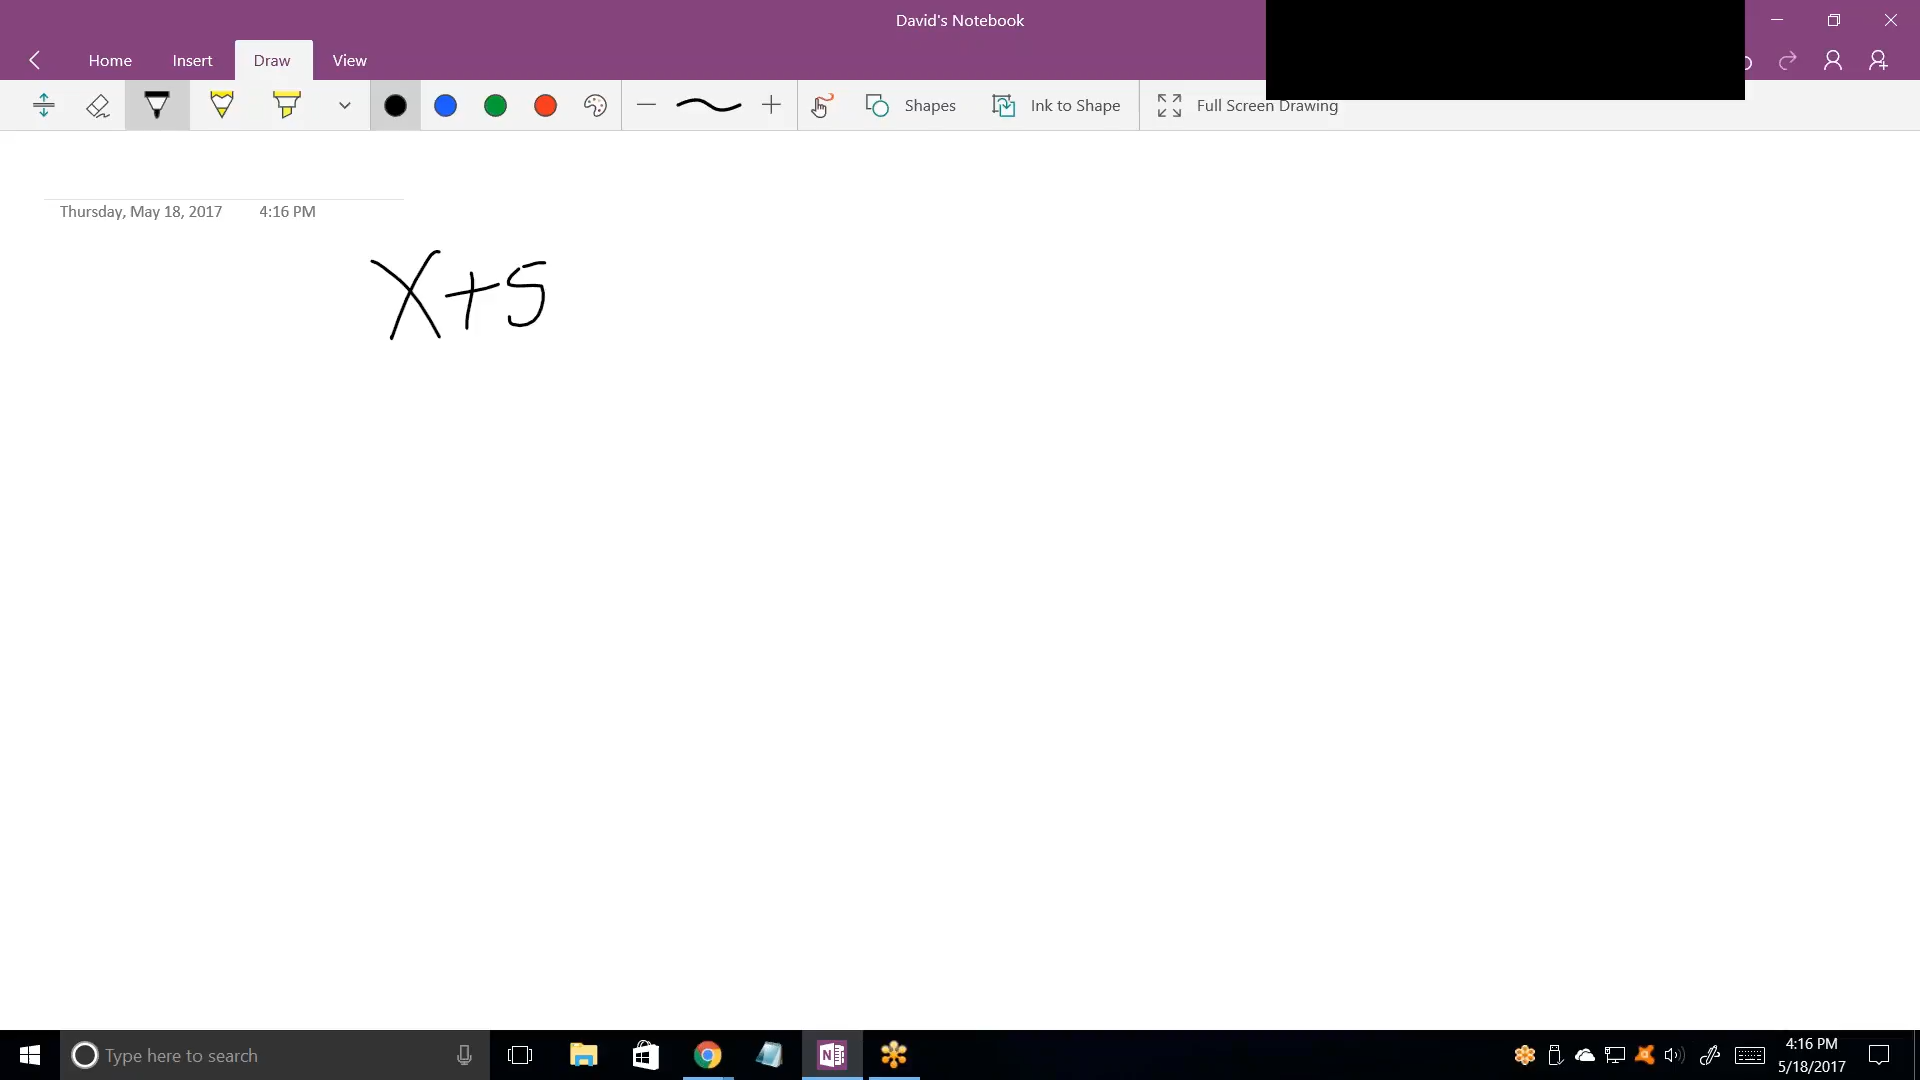 David's Notebook
Home Insert Draw View
Shapes Ink to Shape Full Screen Drawing
Thursday, May 18, 2017 4:16 PM
X+5
Type here to search
4:16 PM
5/18/2017